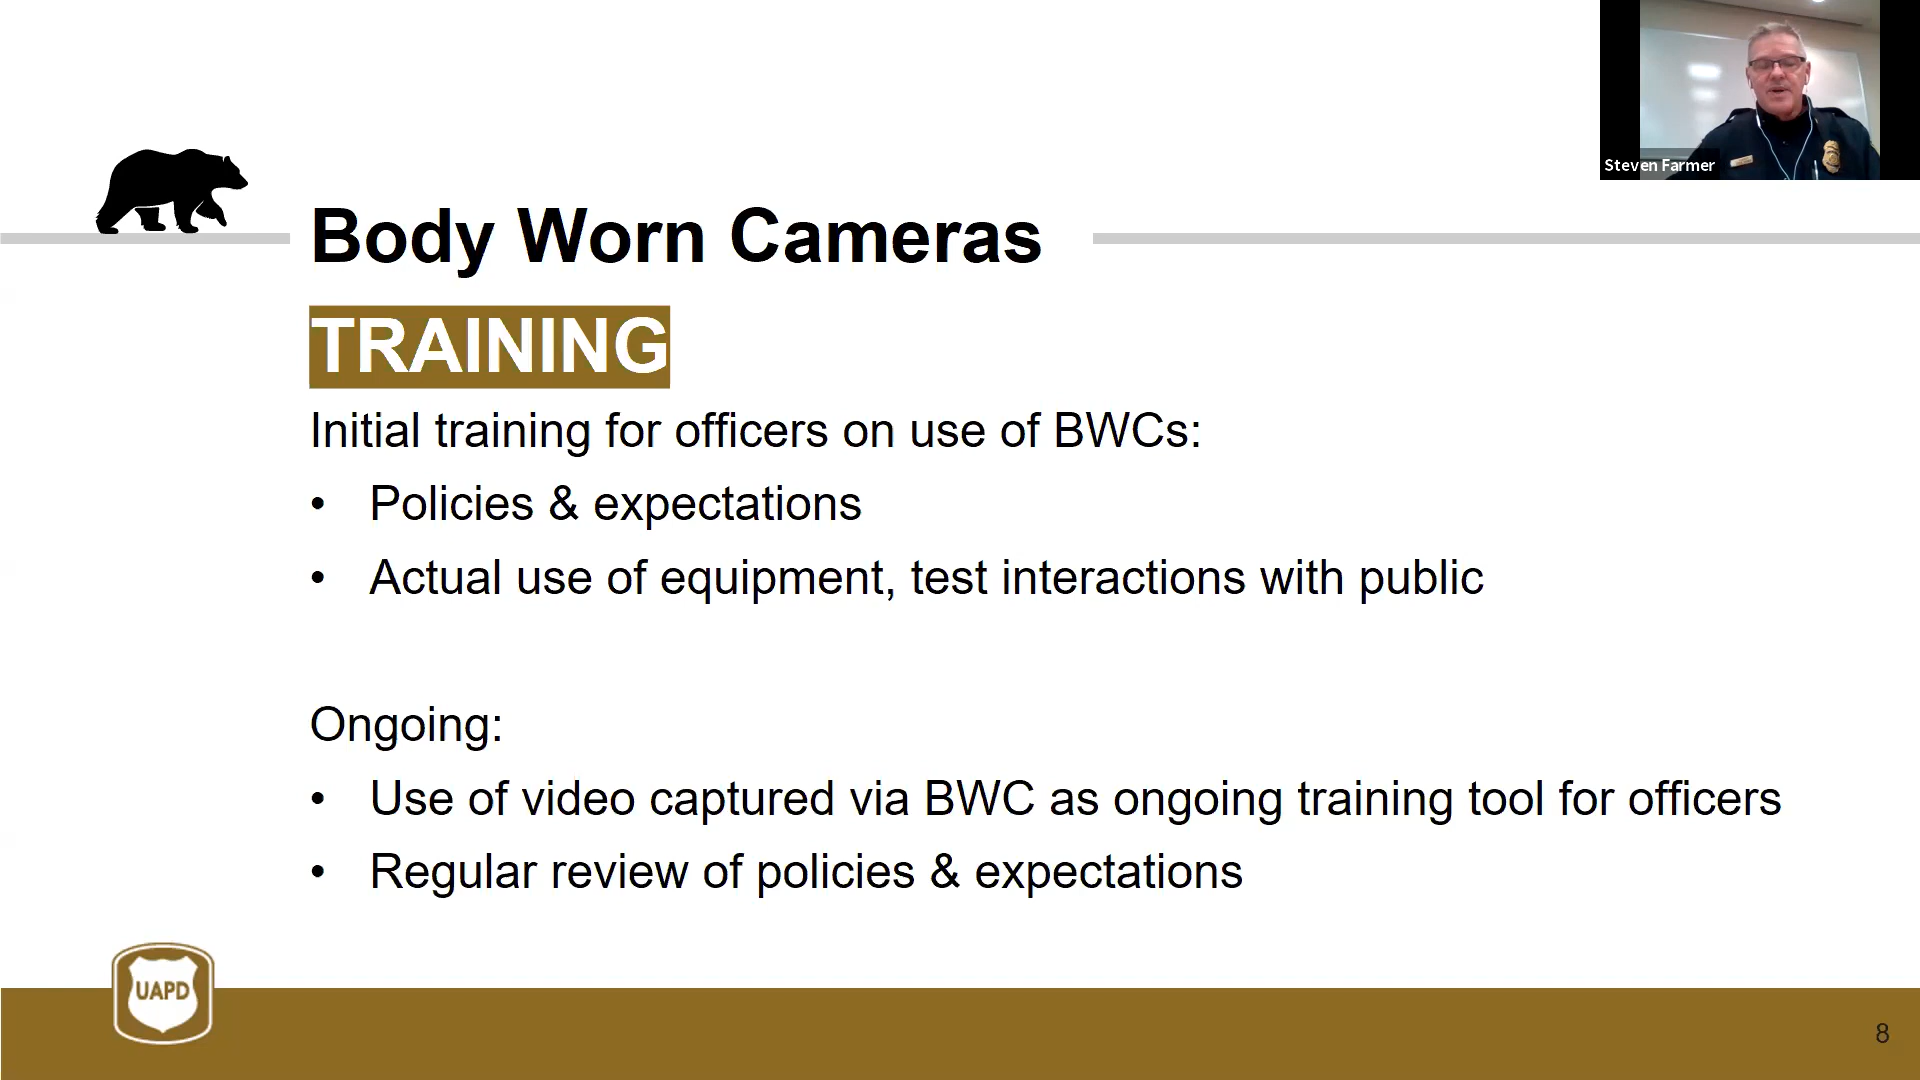 Steven Farmer
Body Worn Cameras
TRAINING
Initial training for officers on use of BWCs:
• Policies & expectations
• Actual use of equipment, test interactions with public
Ongoing:
• Use of video captured via BWC as ongoing training tool for officers
• Regular review of policies & expectations
UAPD
8